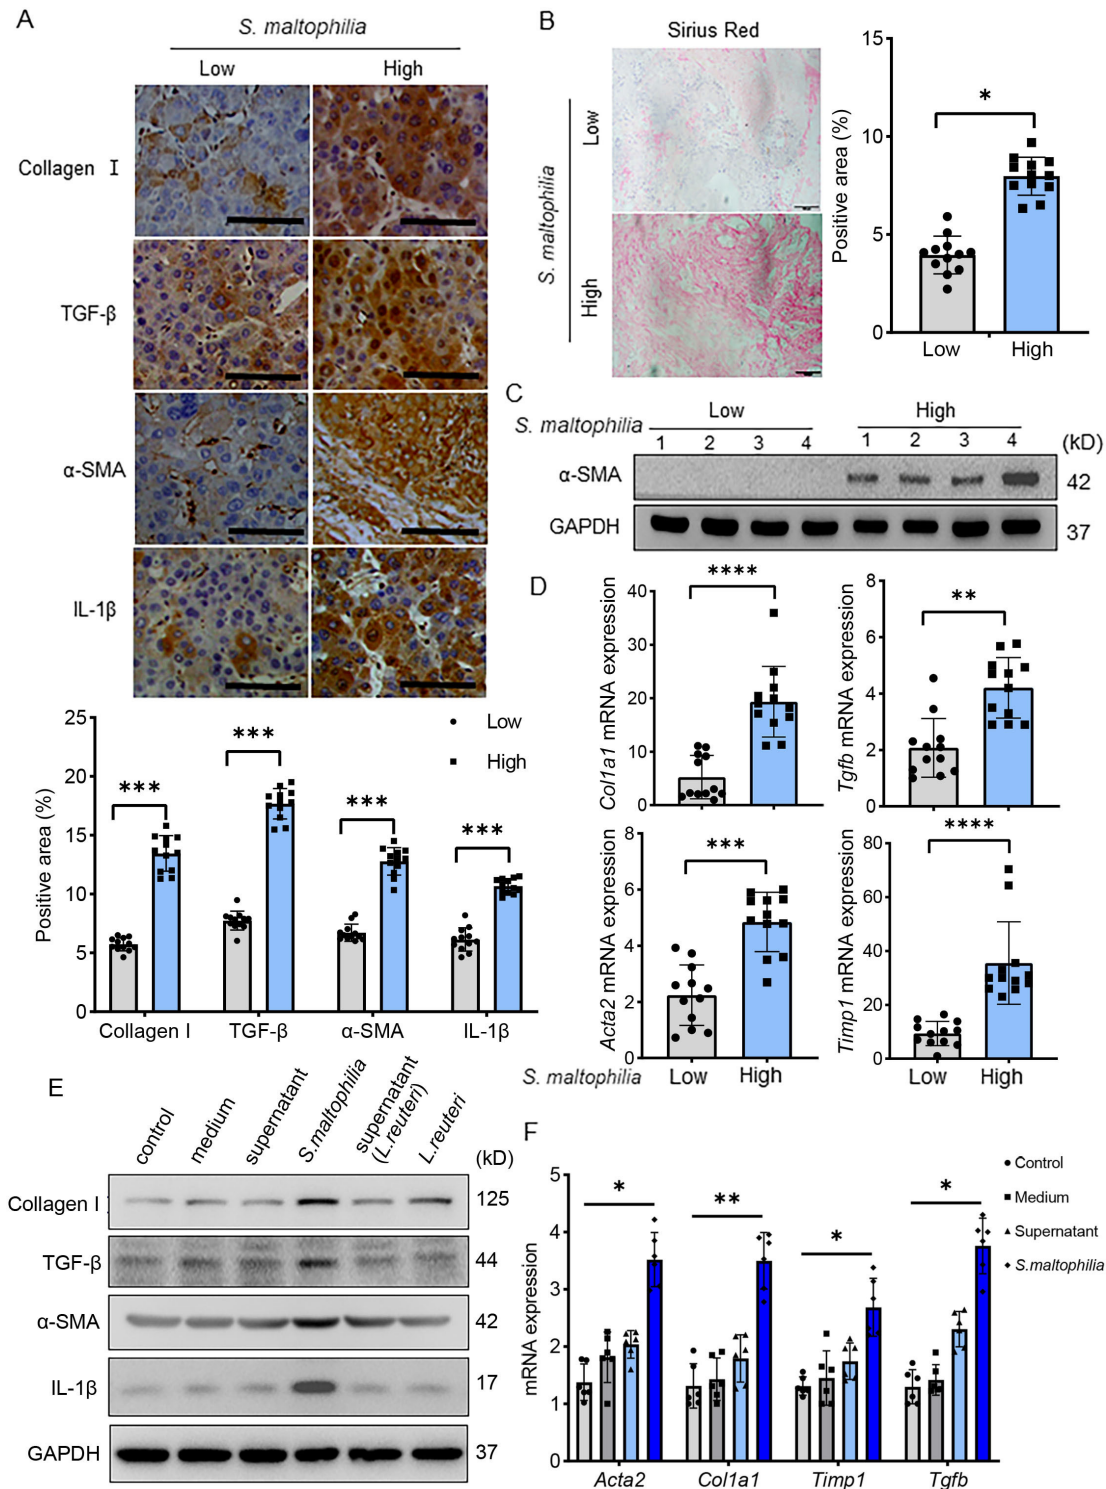 A
S. maltophilia
Low High
Collagen I
TGF-β
α-SMA
IL-1β
Positive area (%)
25
20
15
10
5
0
*** *** *** ***
Low
High
Collagen I TGF-β α-SMA IL-1β
B
Sirius Red
S. maltophilia
Low
High
Positive area (%)
15
10
5
0
*
Low High
C
Low High
S. maltophilia
1 2 3 4 1 2 3 4 (kD)
α-SMA 42
GAPDH 37
D
Col1a1 mRNA expression
40
30
20
10
0
****
Tgfb mRNA expression
8
6
4
2
0
**
Acta2 mRNA expression
8
6
4
2
0
***
Timp1 mRNA expression
80
60
40
20
0
****
S. maltophilia Low High Low High
E
control medium supernatant S.maltophilia supernatant (L.reuteri) L.reuteri
(kD)
Collagen I 125
TGF-β 44
α-SMA 42
IL-1β 17
GAPDH 37
F
mRNA expression
5
4
3
2
1
0
* ** * *
Control
Medium
Supernatant
S.maltophilia
Acta2 Col1a1 Timp1 Tgfb